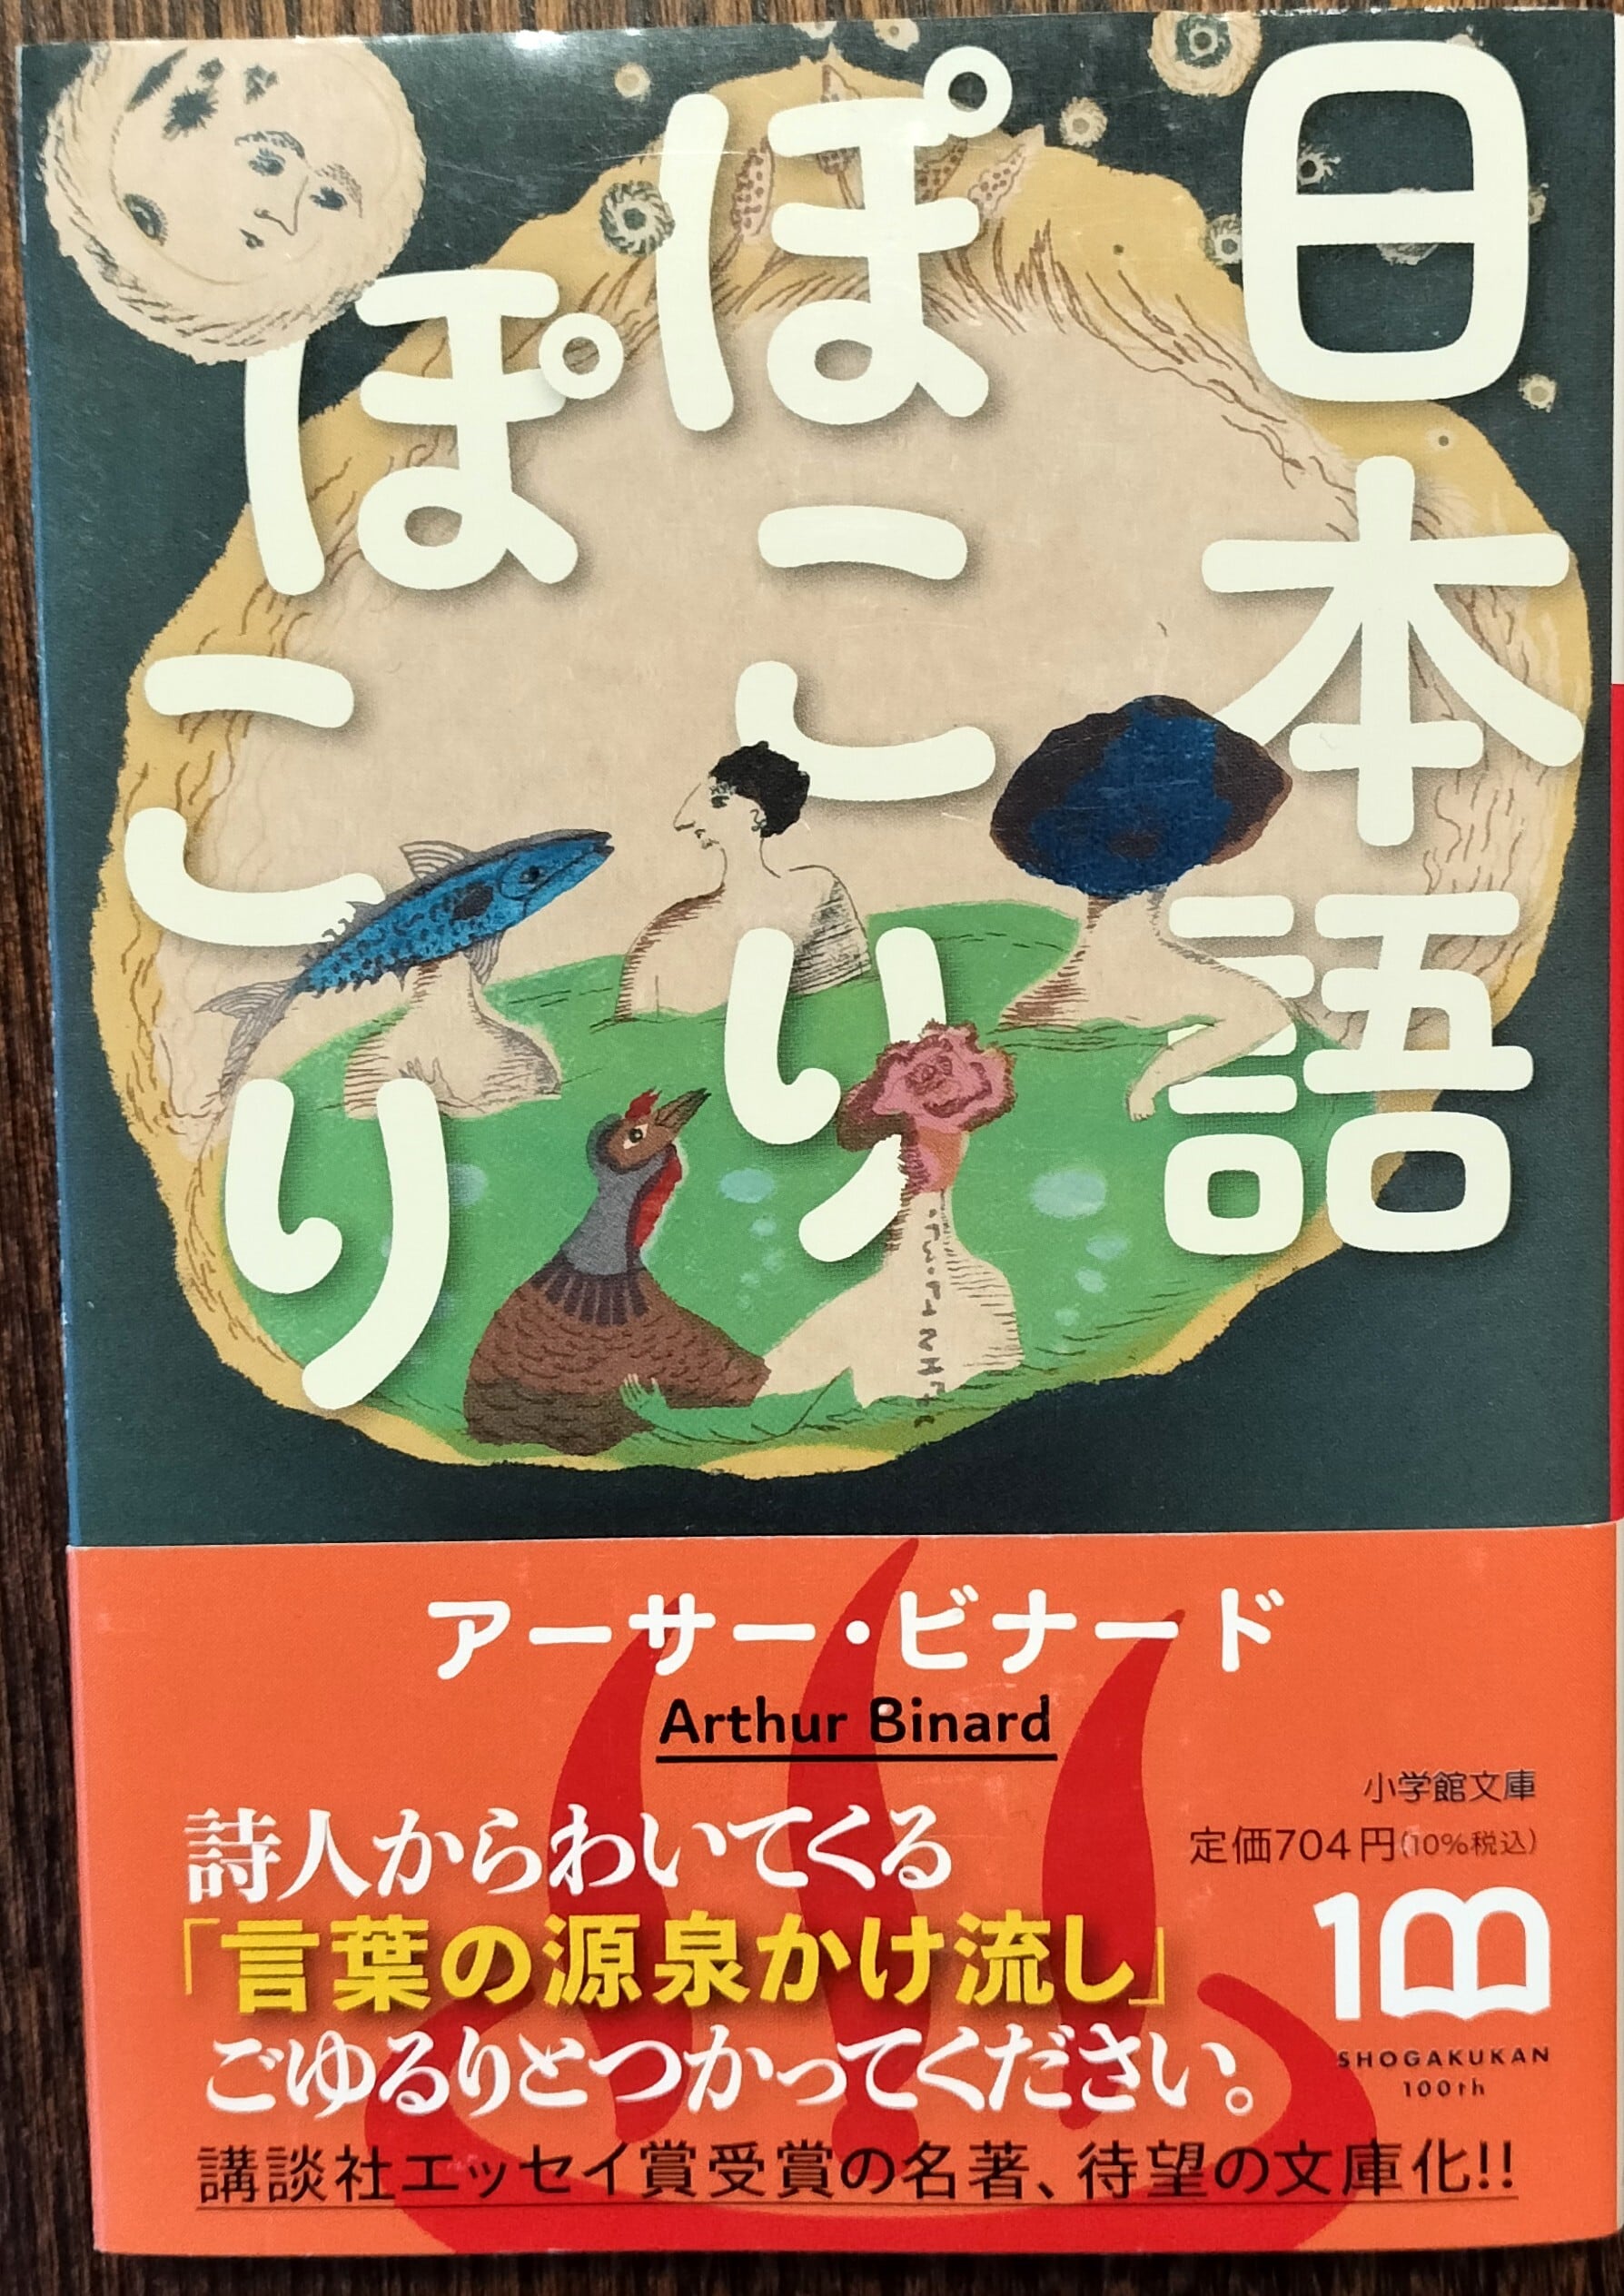 日本語
ぽこりぽこり
アーサー・ビナード
Arthur Binard
小学館文庫
定価704円(10%税込)
詩人からわいてくる
「言葉の源泉かけ流し」
ごゆるりとつかってください。
100
SHOGAKUKAN
100th
講談社エッセイ賞受賞の名著、待望の文庫化!!